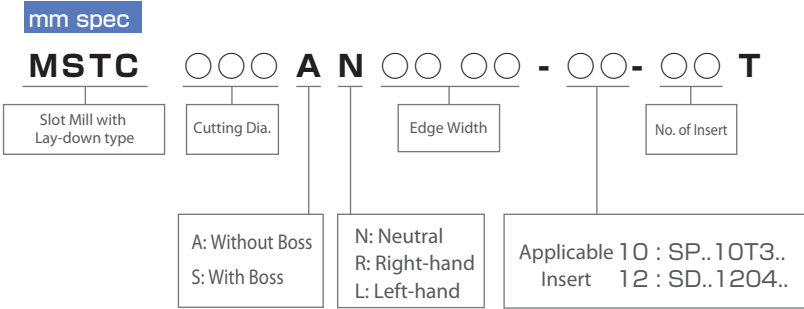 mm spec
MSTC ○○○ A N ○○ ○○ - ○○- ○○ T
Slot Mill with
Lay-down type
Cutting Dia.
Edge Width
No. of Insert
A: Without Boss
S: With Boss
N: Neutral
R: Right-hand
L: Left-hand
Applicable 10 : SP..10T3..
Insert 12 : SD..1204..